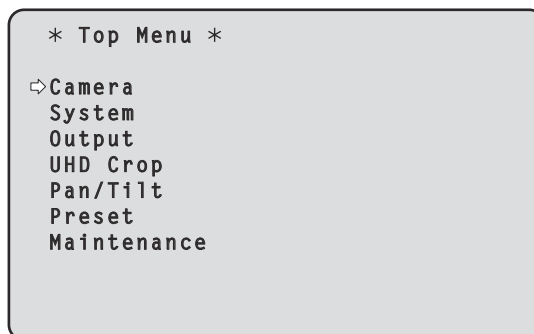 * Top Menu *
⇨Camera
System
Output
UHD Crop
Pan/Tilt
Preset
Maintenance